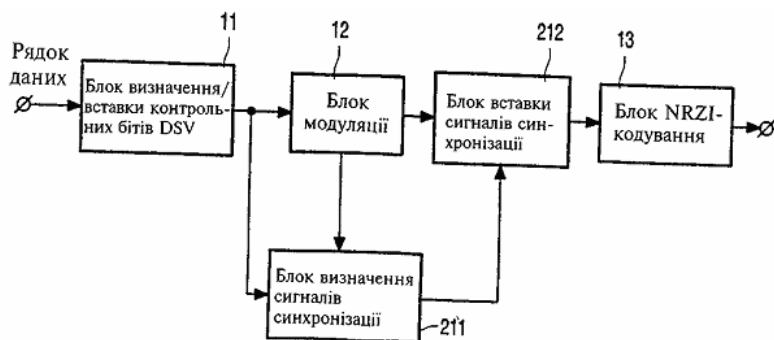 11
12
212
13
Рядок
даних
Блок визначення/
вставки контроль-
них бітів DSV
Блок
модуляції
Блок вставки
сигналів син-
хронізації
Блок NRZI-
кодування
Блок визначення
сигналів
синхронізації
211